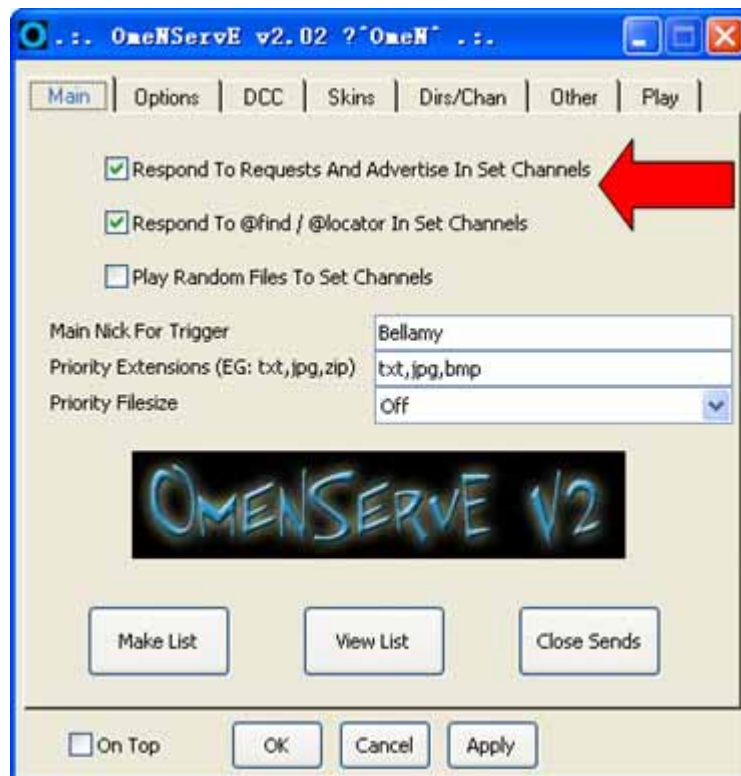 .:. OmeNServE v2.02 ?ˆOmeNˆ .:.
Main Options DCC Skins Dirs/Chan Other Play
Respond To Requests And Advertise In Set Channels
Respond To @find / @locator In Set Channels
Play Random Files To Set Channels
Main Nick For Trigger Bellamy
Priority Extensions (EG: txt,jpg,zip) txt,jpg,bmp
Priority Filesize Off
OMENSERVE V2
Make List View List Close Sends
On Top OK Cancel Apply